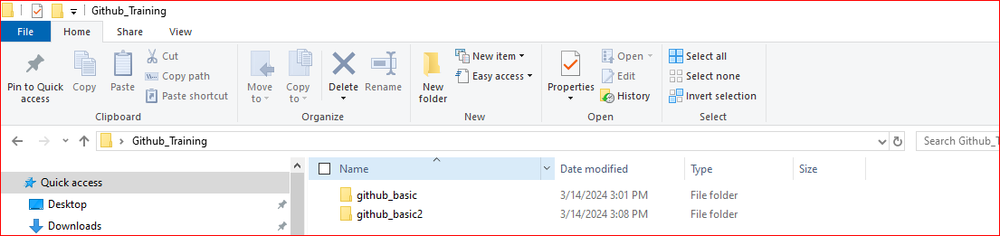 Github_Training
File Home Share View
Pin to Quick access
Copy
Paste
Cut
Copy path
Paste shortcut
Clipboard
Move to
Copy to
Delete
Rename
Organize
New folder
New item
Easy access
New
Properties
Open
Edit
History
Open
Select all
Select none
Invert selection
Select
Github_Training
Search Github_T
Quick access
Desktop
Downloads
Name Date modified Type Size
github_basic 3/14/2024 3:01 PM File folder
github_basic2 3/14/2024 3:08 PM File folder